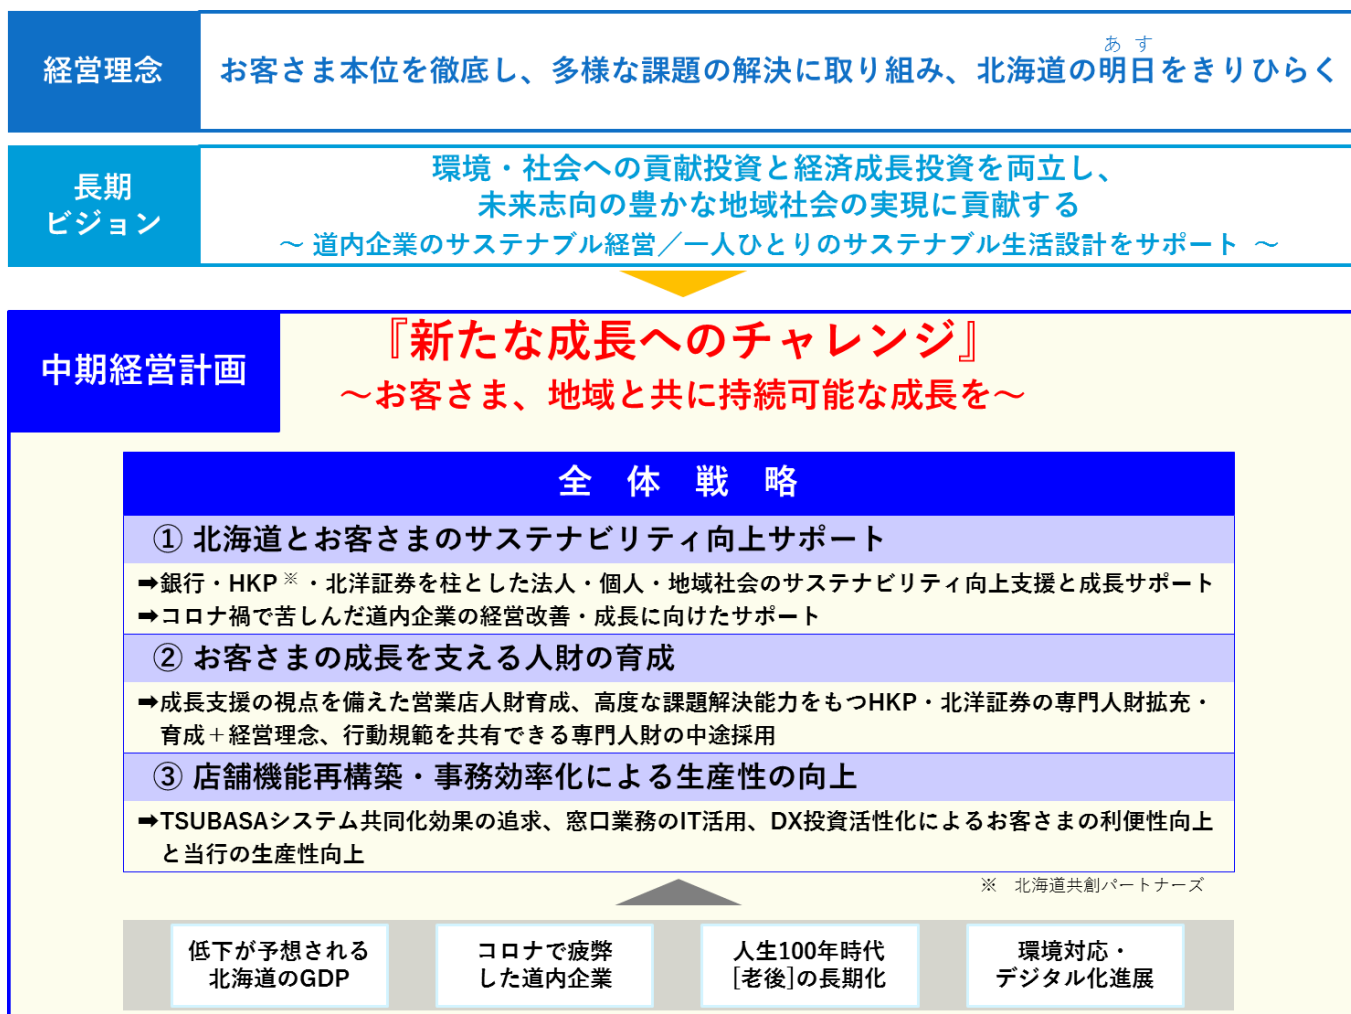 経営理念
あす
お客さま本位を徹底し、多様な課題の解決に取り組み、北海道の明日をきりひらく
長期
ビジョン
環境・社会への貢献投資と経済成長投資を両立し、
未来志向の豊かな地域社会の実現に貢献する
～ 道内企業のサステナブル経営／一人ひとりのサステナブル生活設計をサポート ～
中期経営計画
『新たな成長へのチャレンジ』
～お客さま、地域と共に持続可能な成長を～
全体戦略
① 北海道とお客さまのサステナビリティ向上サポート
➡銀行・HKP※・北洋証券を柱とした法人・個人・地域社会のサステナビリティ向上支援と成長サポート
➡コロナ禍で苦しんだ道内企業の経営改善・成長に向けたサポート
② お客さまの成長を支える人財の育成
➡成長支援の視点を備えた営業店人財育成、高度な課題解決能力をもつHKP・北洋証券の専門人財拡充・
育成＋経営理念、行動規範を共有できる専門人財の中途採用
③ 店舗機能再構築・事務効率化による生産性の向上
➡TSUBASAシステム共同化効果の追求、窓口業務のIT活用、DX投資活性化によるお客さまの利便性向上
と当行の生産性向上
※　北海道共創パートナーズ
低下が予想される
北海道のGDP
コロナで疲弊
した道内企業
人生100年時代
[老後]の長期化
環境対応・
デジタル化進展